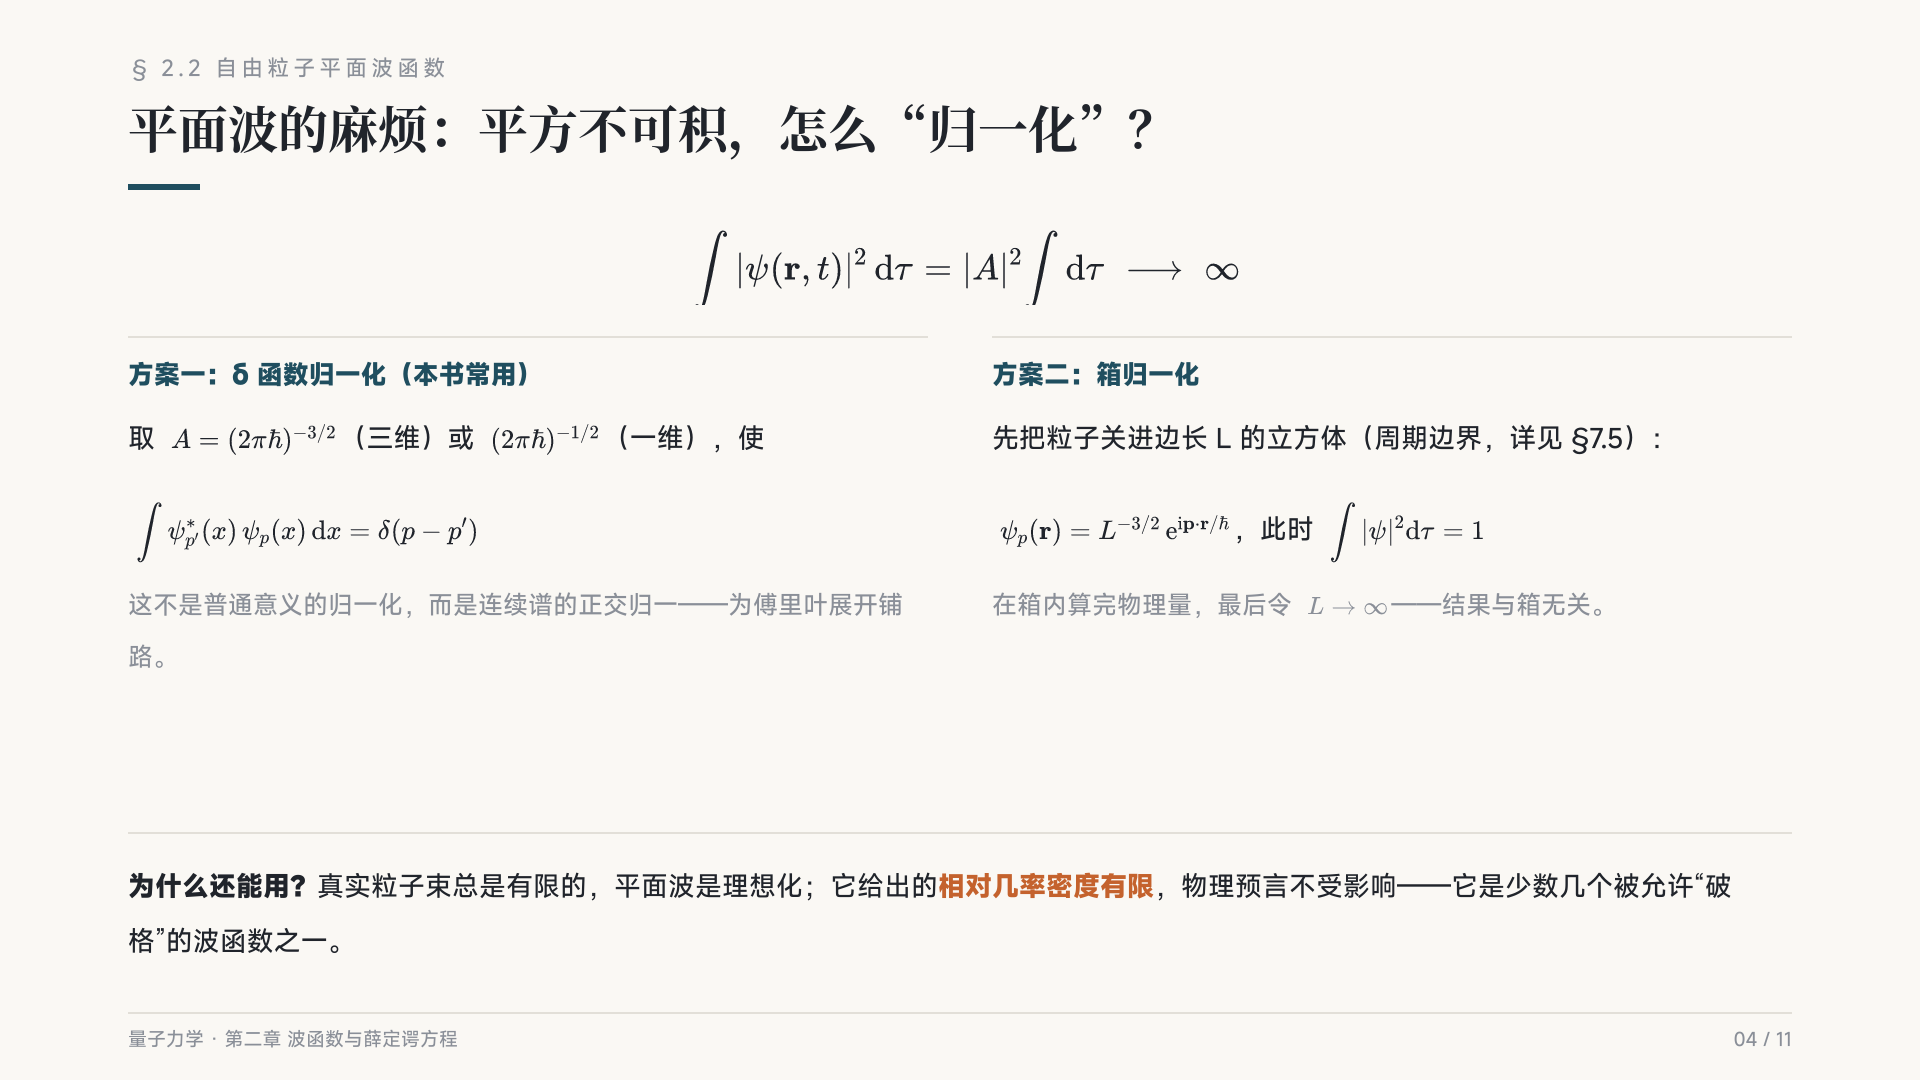 § 2.2 自由粒子平面波函数
平面波的麻烦：平方不可积，怎么“归一化”？
∫ |ψ(𝐫, t)|² dτ = |A|² ∫ dτ ⟶ ∞
方案一：δ 函数归一化（本书常用）
取 A = (2πħ)^{−3/2}（三维）或 (2πħ)^{−1/2}（一维），使
∫ ψ*_{p′}(x) ψ_p(x) dx = δ(p − p′)
这不是普通意义的归一化，而是连续谱的正交归一——为傅里叶展开铺
路。
方案二：箱归一化
先把粒子关进边长 L 的立方体（周期边界，详见 §7.5）：
ψ_p(𝐫) = L^{−3/2} e^{i𝐩·𝐫/ħ}，此时 ∫ |ψ|² dτ = 1
在箱内算完物理量，最后令 L → ∞——结果与箱无关。
为什么还能用？真实粒子束总是有限的，平面波是理想化；它给出的相对几率密度有限，物理预言不受影响——它是少数几个被允许“破
格”的波函数之一。
量子力学 · 第二章 波函数与薛定谔方程
04 / 11